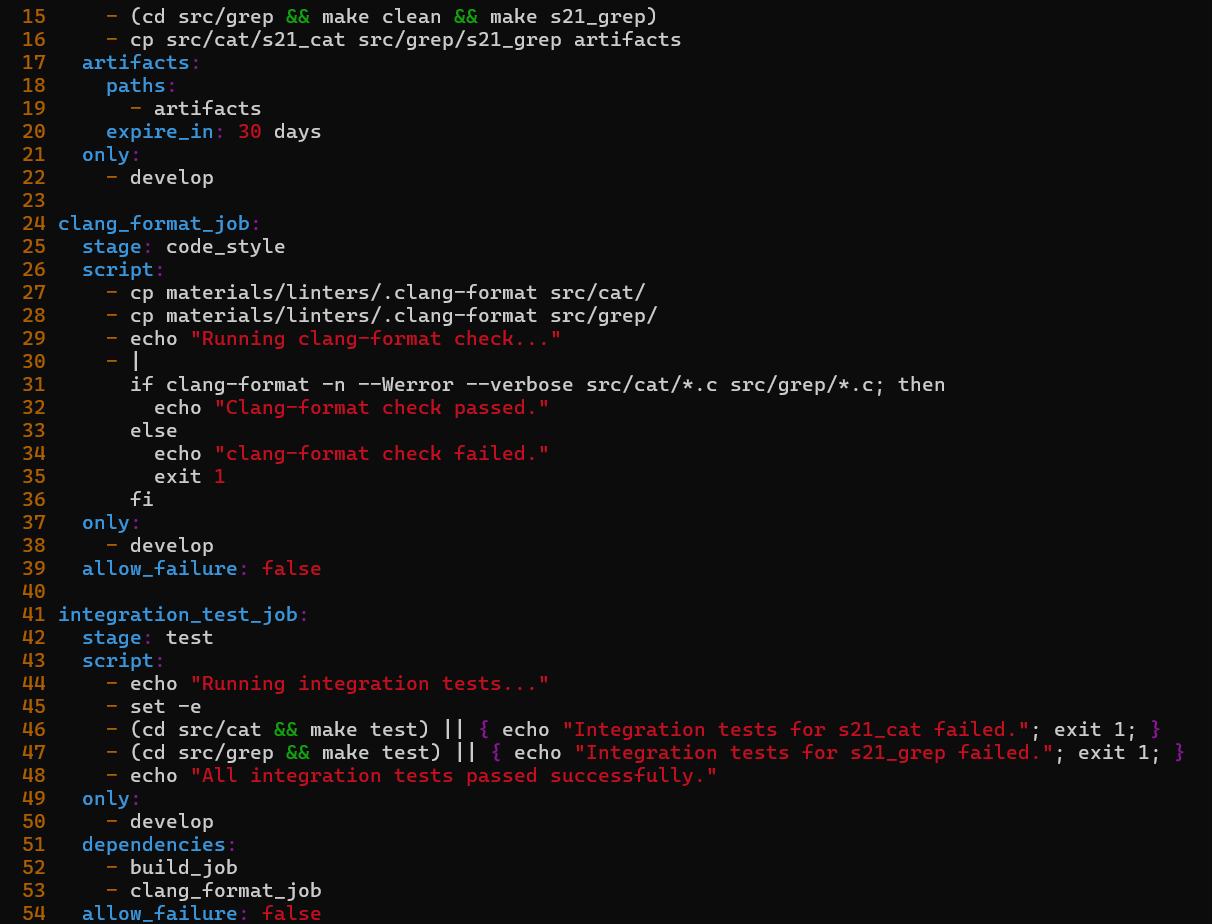 15     - (cd src/grep && make clean && make s21_grep)
16     - cp src/cat/s21_cat src/grep/s21_grep artifacts
17   artifacts:
18     paths:
19       - artifacts
20     expire_in: 30 days
21   only:
22     - develop
23
24 clang_format_job:
25   stage: code_style
26   script:
27     - cp materials/linters/.clang-format src/cat/
28     - cp materials/linters/.clang-format src/grep/
29     - echo "Running clang-format check..."
30     - |
31       if clang-format -n --Werror --verbose src/cat/*.c src/grep/*.c; then
32         echo "Clang-format check passed."
33       else
34         echo "clang-format check failed."
35         exit 1
36       fi
37   only:
38     - develop
39   allow_failure: false
40
41 integration_test_job:
42   stage: test
43   script:
44     - echo "Running integration tests..."
45     - set -e
46     - (cd src/cat && make test) || { echo "Integration tests for s21_cat failed."; exit 1; }
47     - (cd src/grep && make test) || { echo "Integration tests for s21_grep failed."; exit 1; }
48     - echo "All integration tests passed successfully."
49   only:
50     - develop
51   dependencies:
52     - build_job
53     - clang_format_job
54   allow_failure: false